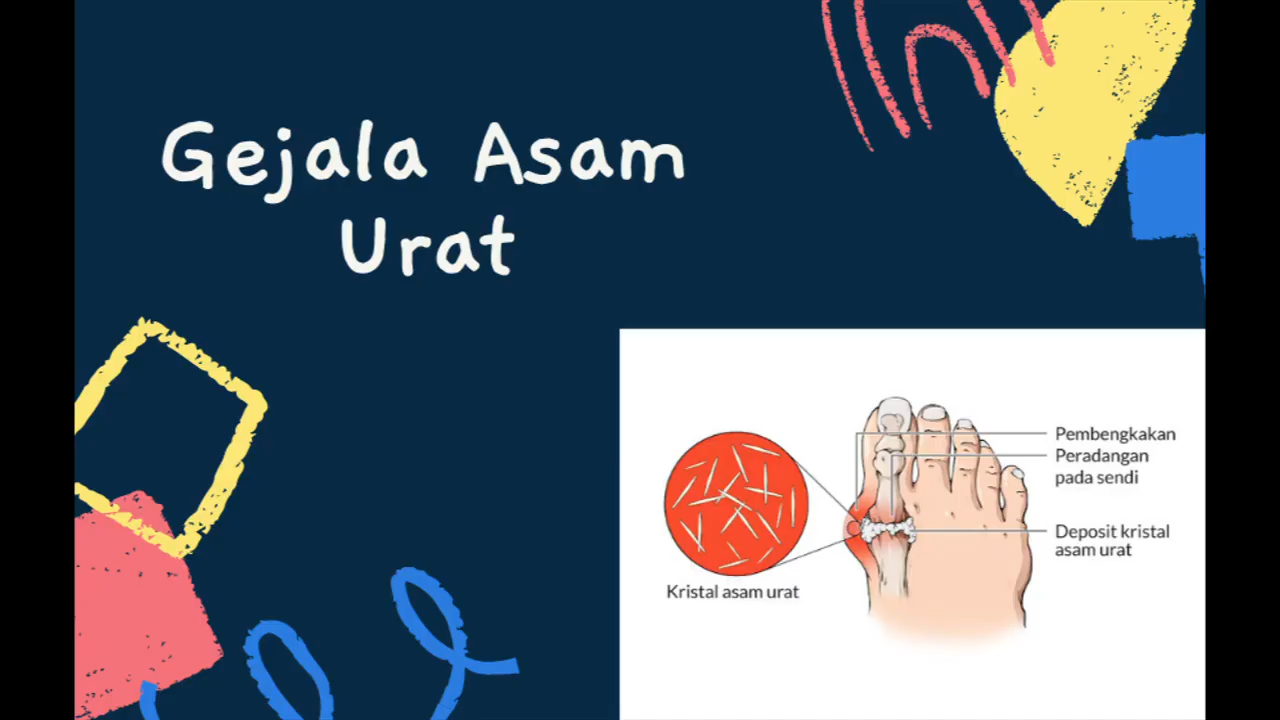 Gejala Asam
Urat
Pembengkakan
Peradangan
pada sendi
Deposit kristal
asam urat
Kristal asam urat